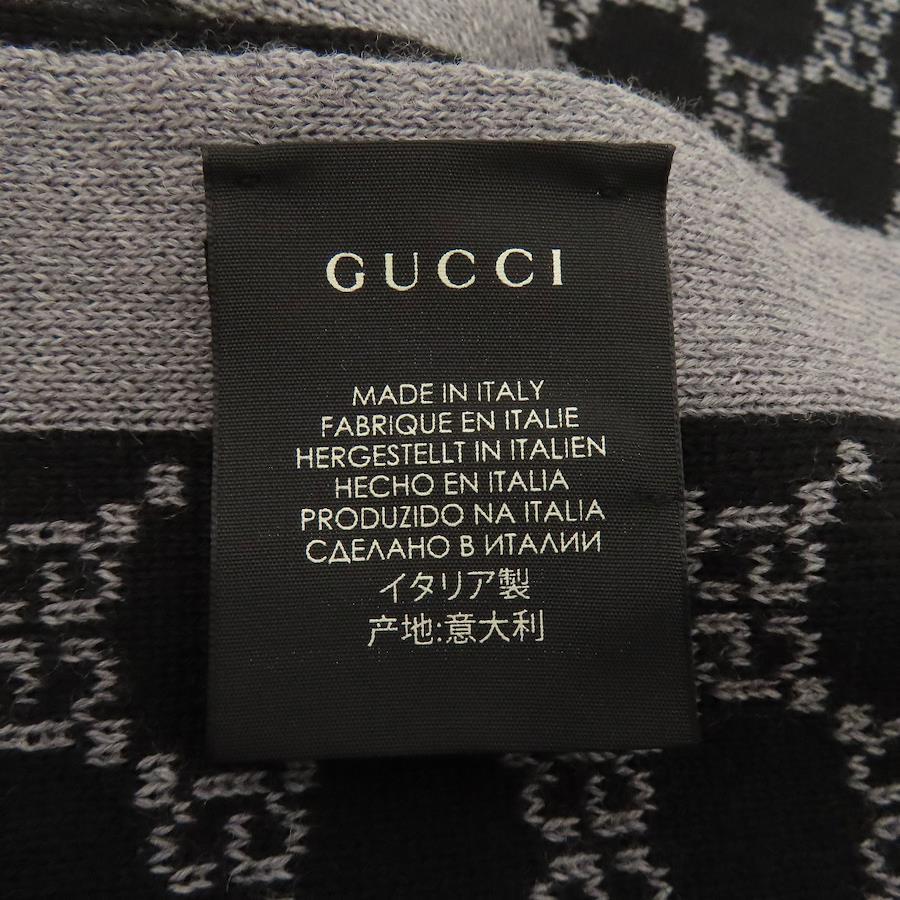 GUCCI
MADE IN ITALY
FABRIQUE EN ITALIE
HERGESTELLT IN ITALIEN
HECHO EN ITALIA
PRODUZIDO NA ITALIA
СДЕЛАНО В ИТАЛИИ
イタリア製
产地:意大利